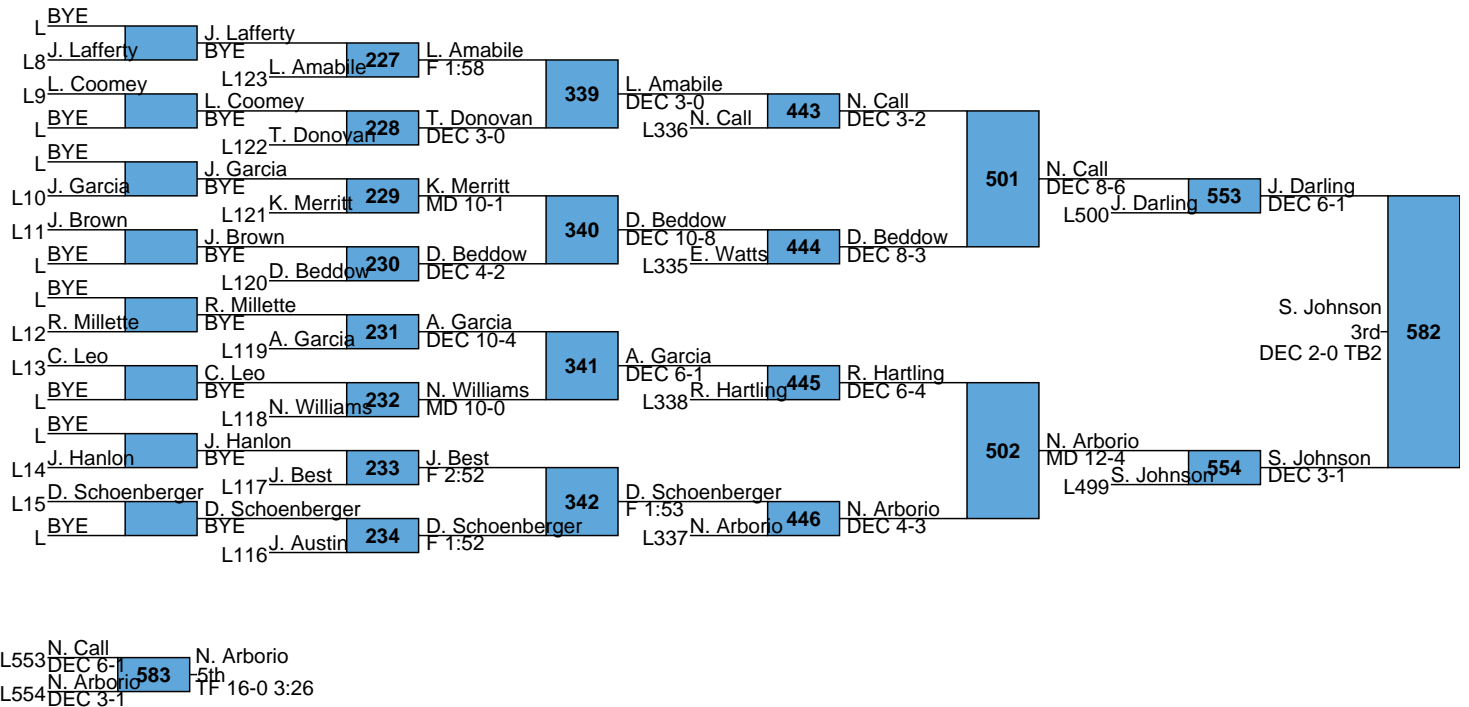 BYE
L
J. Lafferty
L8
J. Lafferty
BYE
L. Coomey
L9
BYE
L
L. Coomey
BYE
BYE
L
J. Garcia
L10
J. Garcia
BYE
J. Brown
L11
BYE
L
J. Brown
BYE
BYE
L
R. Millette
L12
R. Millette
BYE
C. Leo
L13
BYE
L
C. Leo
BYE
BYE
L
J. Hanlon
L14
J. Hanlon
BYE
D. Schoenberger
L15
BYE
L
D. Schoenberger
BYE
L. Amabile
L123
227
L. Amabile
F 1:58
T. Donovan
L122
228
T. Donovan
DEC 3-0
K. Merritt
L121
229
K. Merritt
MD 10-1
D. Beddow
L120
230
D. Beddow
DEC 4-2
A. Garcia
L119
231
A. Garcia
DEC 10-4
N. Williams
L118
232
N. Williams
MD 10-0
J. Best
L117
233
J. Best
F 2:52
J. Austin
L116
234
D. Schoenberger
F 1:52
339
L. Amabile
DEC 3-0
340
D. Beddow
DEC 10-8
341
A. Garcia
DEC 6-1
342
D. Schoenberger
F 1:53
N. Call
L336
443
N. Call
DEC 3-2
E. Watts
L335
444
D. Beddow
DEC 8-3
R. Hartling
L338
445
R. Hartling
DEC 6-4
N. Arborio
L337
446
N. Arborio
DEC 4-3
501
N. Call
DEC 8-6
502
N. Arborio
MD 12-4
J. Darling
L500
553
J. Darling
DEC 6-1
S. Johnson
L499
554
S. Johnson
DEC 3-1
S. Johnson
3rd
DEC 2-0 TB2
582
N. Call
L553
DEC 6-1
N. Arborio
L554
DEC 3-1
583
N. Arborio
5th
TF 16-0 3:26